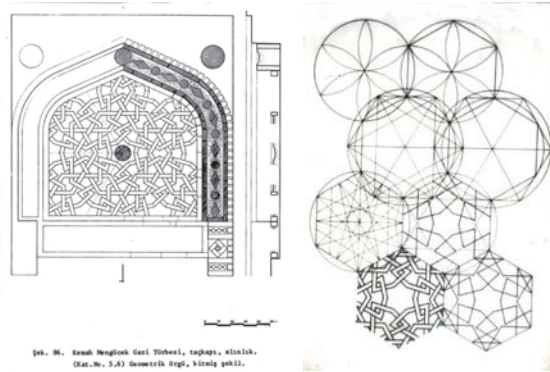 Şek. 86. Kemah Mengücek Gazi Türbesi, taçkapı, alınlık.
(Kat.No. 5.6) Geometrik örgü, bitmiş şekil.